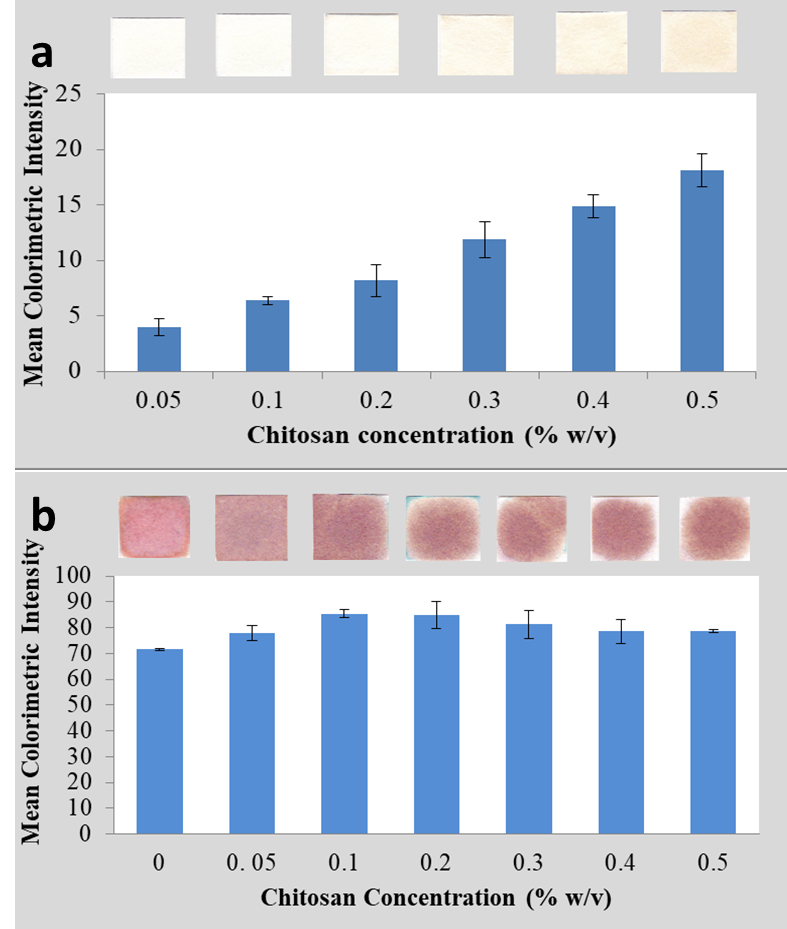 a
Mean Colorimetric Intensity
25
20
15
10
5
0
0.05 0.1 0.2 0.3 0.4 0.5
Chitosan concentration (% w/v)
b
Mean Colorimetric Intensity
100
90
80
70
60
50
40
30
20
10
0
0 0. 05 0.1 0.2 0.3 0.4 0.5
Chitosan Concentration (% w/v)